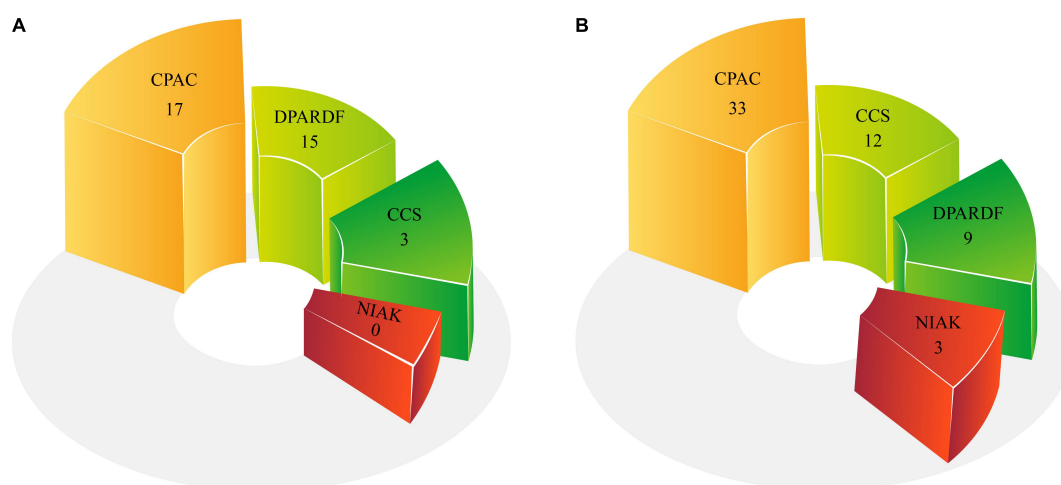 A
CPAC
17
DPARDF
15
CCS
3
NIAK
0
B
CPAC
33
CCS
12
DPARDF
9
NIAK
3